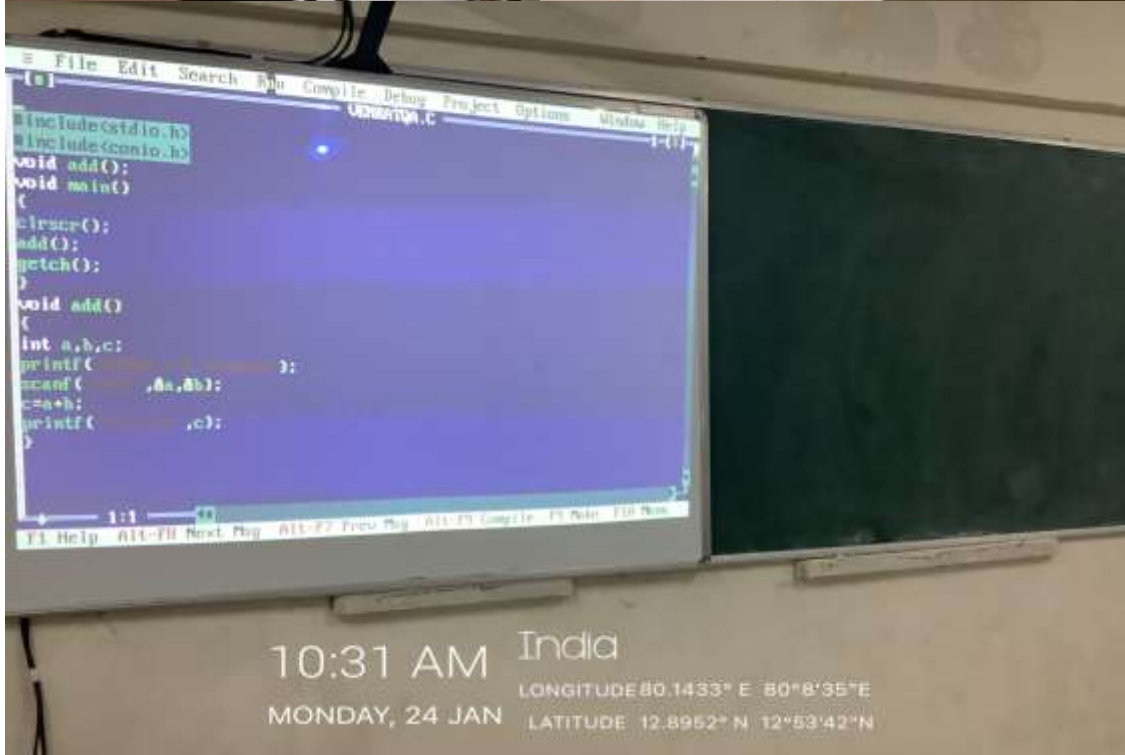 ≡ File Edit Search Run Compile Debug Project Options Window Help
#include<stdio.h>
#include<conio.h>
void add();
void main()
{
clrscr();
add();
getch();
}
void add()
{
int a,b,c;
printf( );
scanf( ,&a,&b);
c=a+b;
printf( ,c);
}
1:1
F1 Help Alt-F8 Next Msg Alt-F7 Prev Msg Alt-F9 Compile F9 Make F10 Menu
10:31 AM
MONDAY, 24 JAN
India
LONGITUDE 80.1433° E 80°8'35"E
LATITUDE 12.8952° N 12°53'42"N